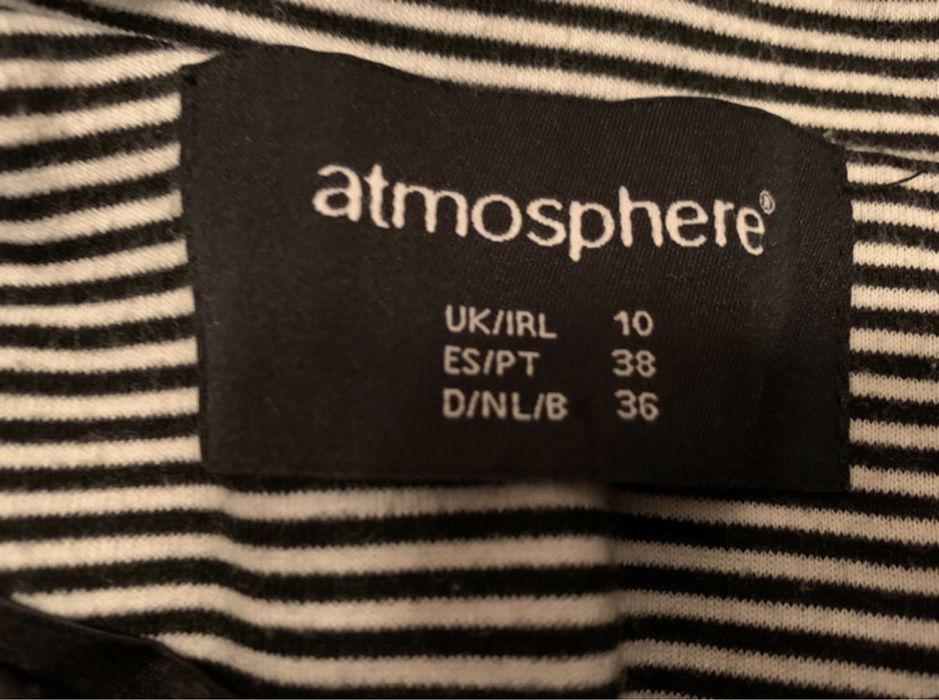 atmosphere®
UK/IRL 10
ES/PT 38
D/NL/B 36